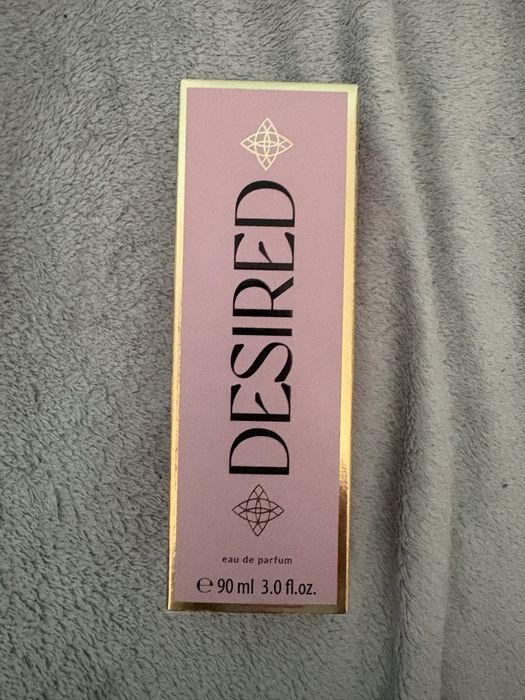 DESIRED
eau de parfum
℮ 90 ml 3.0 fl.oz.